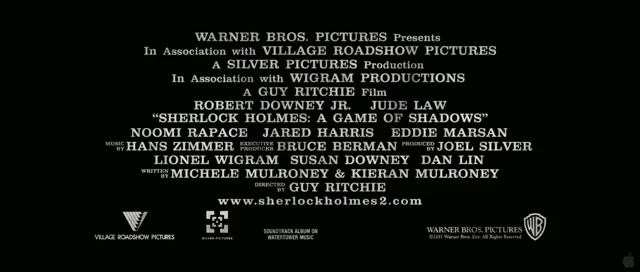 WARNER BROS. PICTURES Presents
In Association with VILLAGE ROADSHOW PICTURES
A SILVER PICTURES Production
In Association with WIGRAM PRODUCTIONS
A GUY RITCHIE Film
ROBERT DOWNEY JR. JUDE LAW
“SHERLOCK HOLMES: A GAME OF SHADOWS”
NOOMI RAPACE JARED HARRIS EDDIE MARSAN
MUSIC BY HANS ZIMMER EXECUTIVE PRODUCER BRUCE BERMAN PRODUCED BY JOEL SILVER
LIONEL WIGRAM SUSAN DOWNEY DAN LIN
WRITTEN BY MICHELE MULRONEY & KIERAN MULRONEY
DIRECTED BY GUY RITCHIE
www.sherlockholmes2.com
VILLAGE ROADSHOW PICTURES
SILVER PICTURES
SOUNDTRACK ALBUM ON
WATERTOWER MUSIC
WARNER BROS. PICTURES
©2011 Warner Bros. Ent. All Rights Reserved
WB